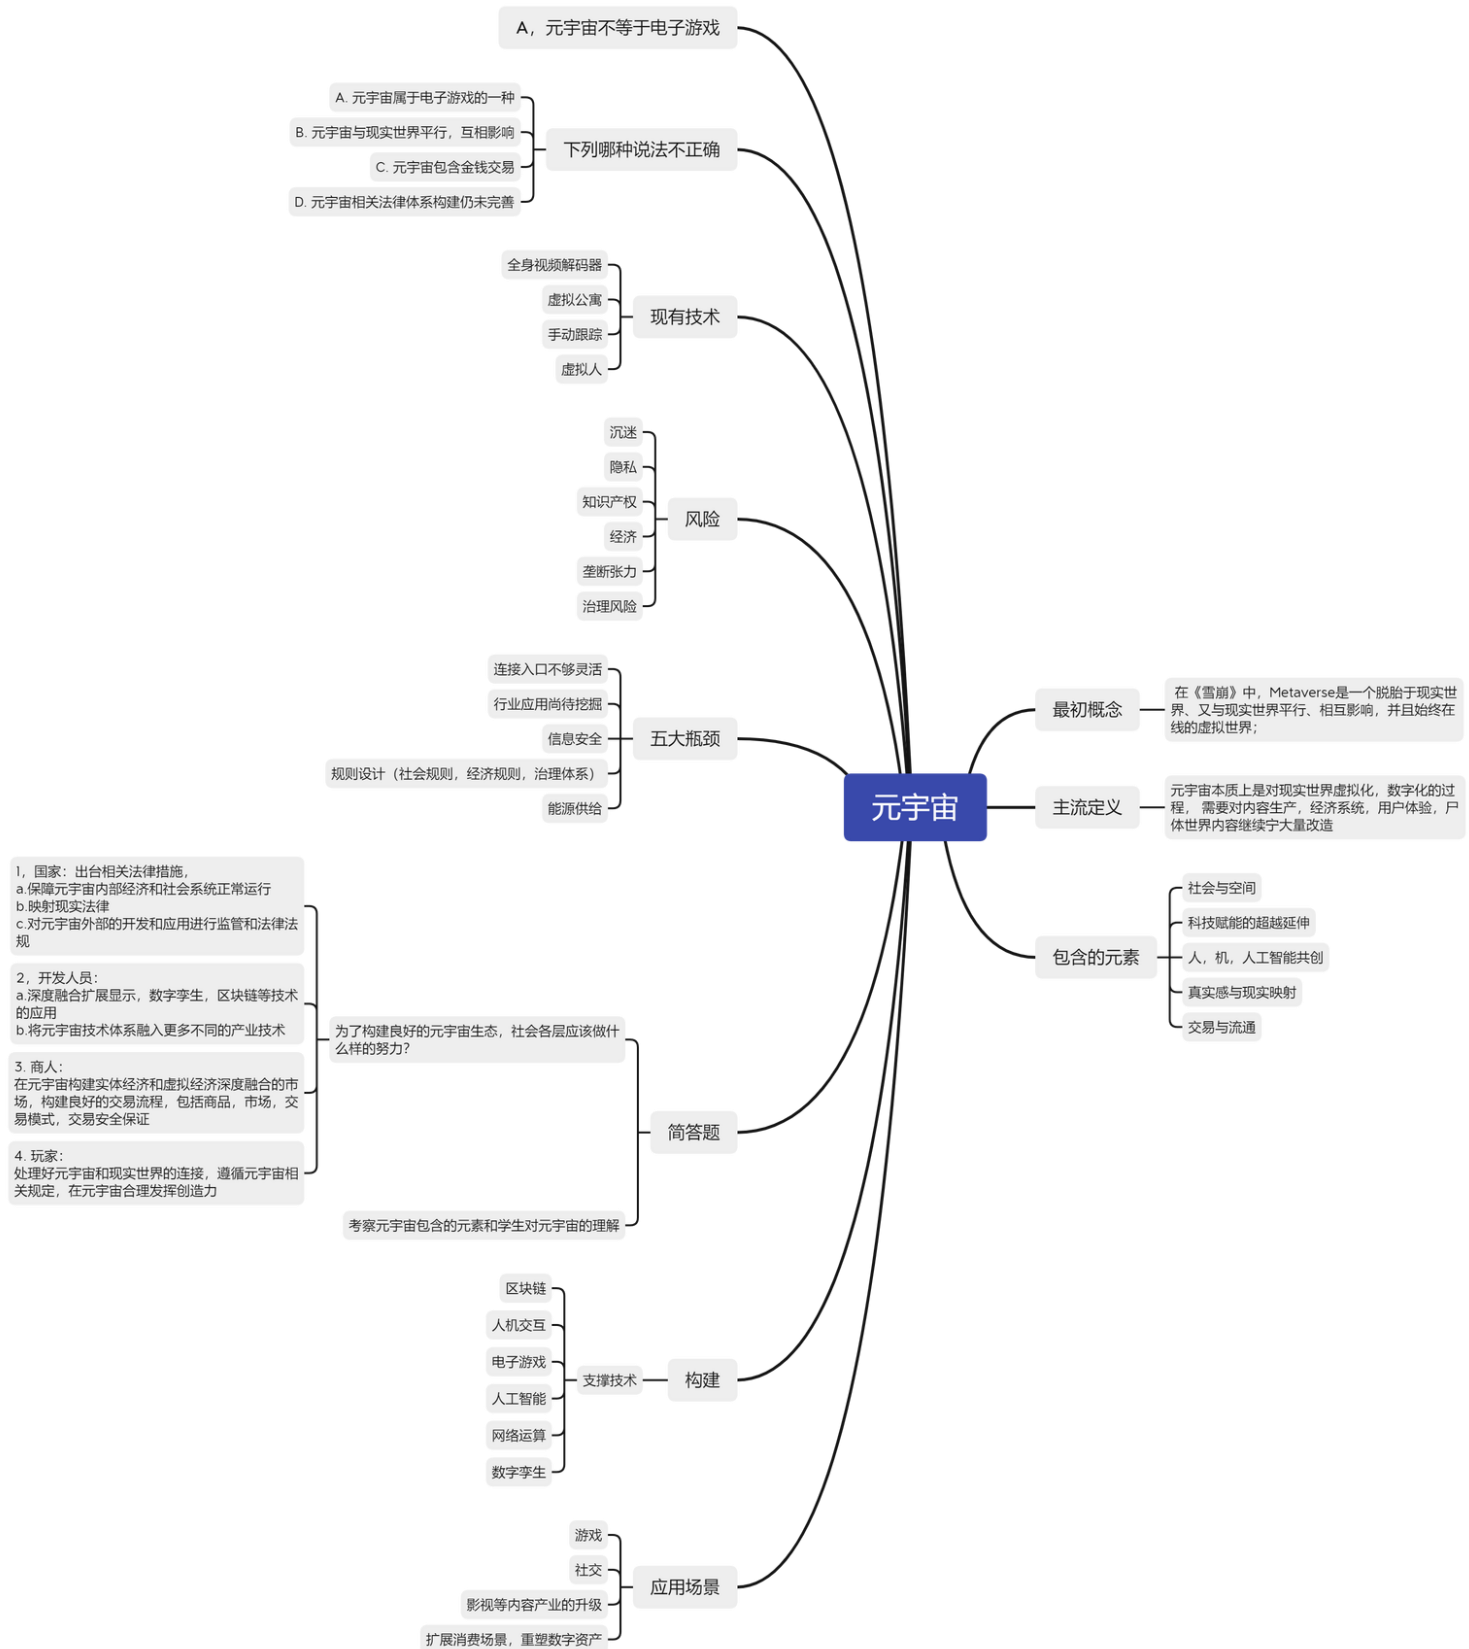 A，元宇宙不等于电子游戏
下列哪种说法不正确
A. 元宇宙属于电子游戏的一种
B. 元宇宙与现实世界平行，互相影响
C. 元宇宙包含金钱交易
D. 元宇宙相关法律体系构建仍未完善
现有技术
全身视频解码器
虚拟公寓
手动跟踪
虚拟人
风险
沉迷
隐私
知识产权
经济
垄断张力
治理风险
五大瓶颈
连接入口不够灵活
行业应用尚待挖掘
信息安全
规则设计（社会规则，经济规则，治理体系）
能源供给
元宇宙
最初概念
在《雪崩》中，Metaverse是一个脱胎于现实世
界、又与现实世界平行、相互影响，并且始终在
线的虚拟世界；
主流定义
元宇宙本质上是对现实世界虚拟化，数字化的过
程， 需要对内容生产，经济系统，用户体验，尸
体世界内容继续宁大量改造
包含的元素
社会与空间
科技赋能的超越延伸
人，机，人工智能共创
真实感与现实映射
交易与流通
简答题
为了构建良好的元宇宙生态，社会各层应该做什
么样的努力？
1，国家：出台相关法律措施，
a.保障元宇宙内部经济和社会系统正常运行
b.映射现实法律
c.对元宇宙外部的开发和应用进行监管和法律法
规
2，开发人员：
a.深度融合扩展显示，数字孪生，区块链等技术
的应用
b.将元宇宙技术体系融入更多不同的产业技术
3. 商人：
在元宇宙构建实体经济和虚拟经济深度融合的市
场，构建良好的交易流程，包括商品，市场，交
易模式，交易安全保证
4. 玩家：
处理好元宇宙和现实世界的连接，遵循元宇宙相
关规定，在元宇宙合理发挥创造力
考察元宇宙包含的元素和学生对元宇宙的理解
构建
支撑技术
区块链
人机交互
电子游戏
人工智能
网络运算
数字孪生
应用场景
游戏
社交
影视等内容产业的升级
扩展消费场景，重塑数字资产